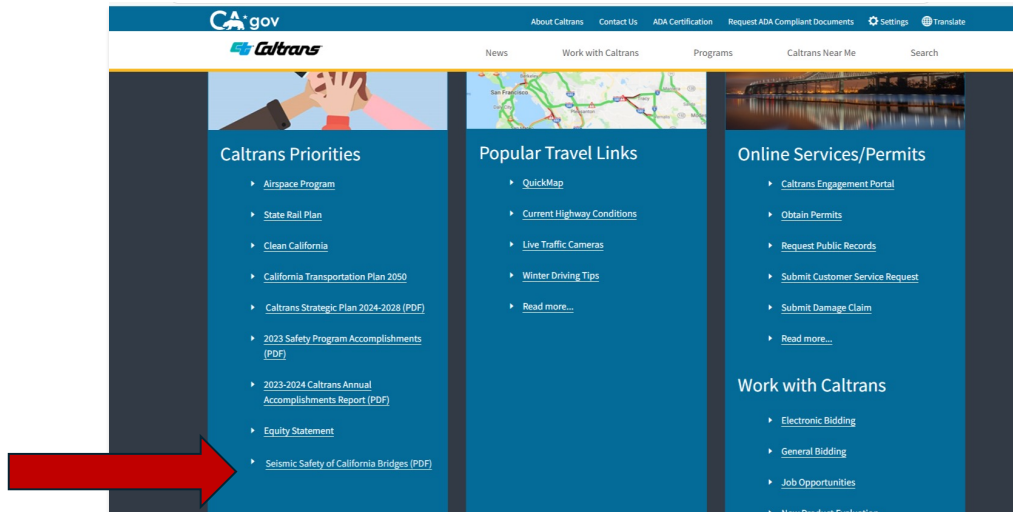 CA.gov
About Caltrans Contact Us ADA Certification Request ADA Compliant Documents Settings Translate
Caltrans
News Work with Caltrans Programs Caltrans Near Me Search
San Francisco
Caltrans Priorities
Airspace Program
State Rail Plan
Clean California
California Transportation Plan 2050
Caltrans Strategic Plan 2024-2028 (PDF)
2023 Safety Program Accomplishments
(PDF)
2023-2024 Caltrans Annual
Accomplishments Report (PDF)
Equity Statement
Seismic Safety of California Bridges (PDF)
Popular Travel Links
QuickMap
Current Highway Conditions
Live Traffic Cameras
Winter Driving Tips
Read more...
Online Services/Permits
Caltrans Engagement Portal
Obtain Permits
Request Public Records
Submit Customer Service Request
Submit Damage Claim
Read more...
Work with Caltrans
Electronic Bidding
General Bidding
Job Opportunities
New Product Evaluation